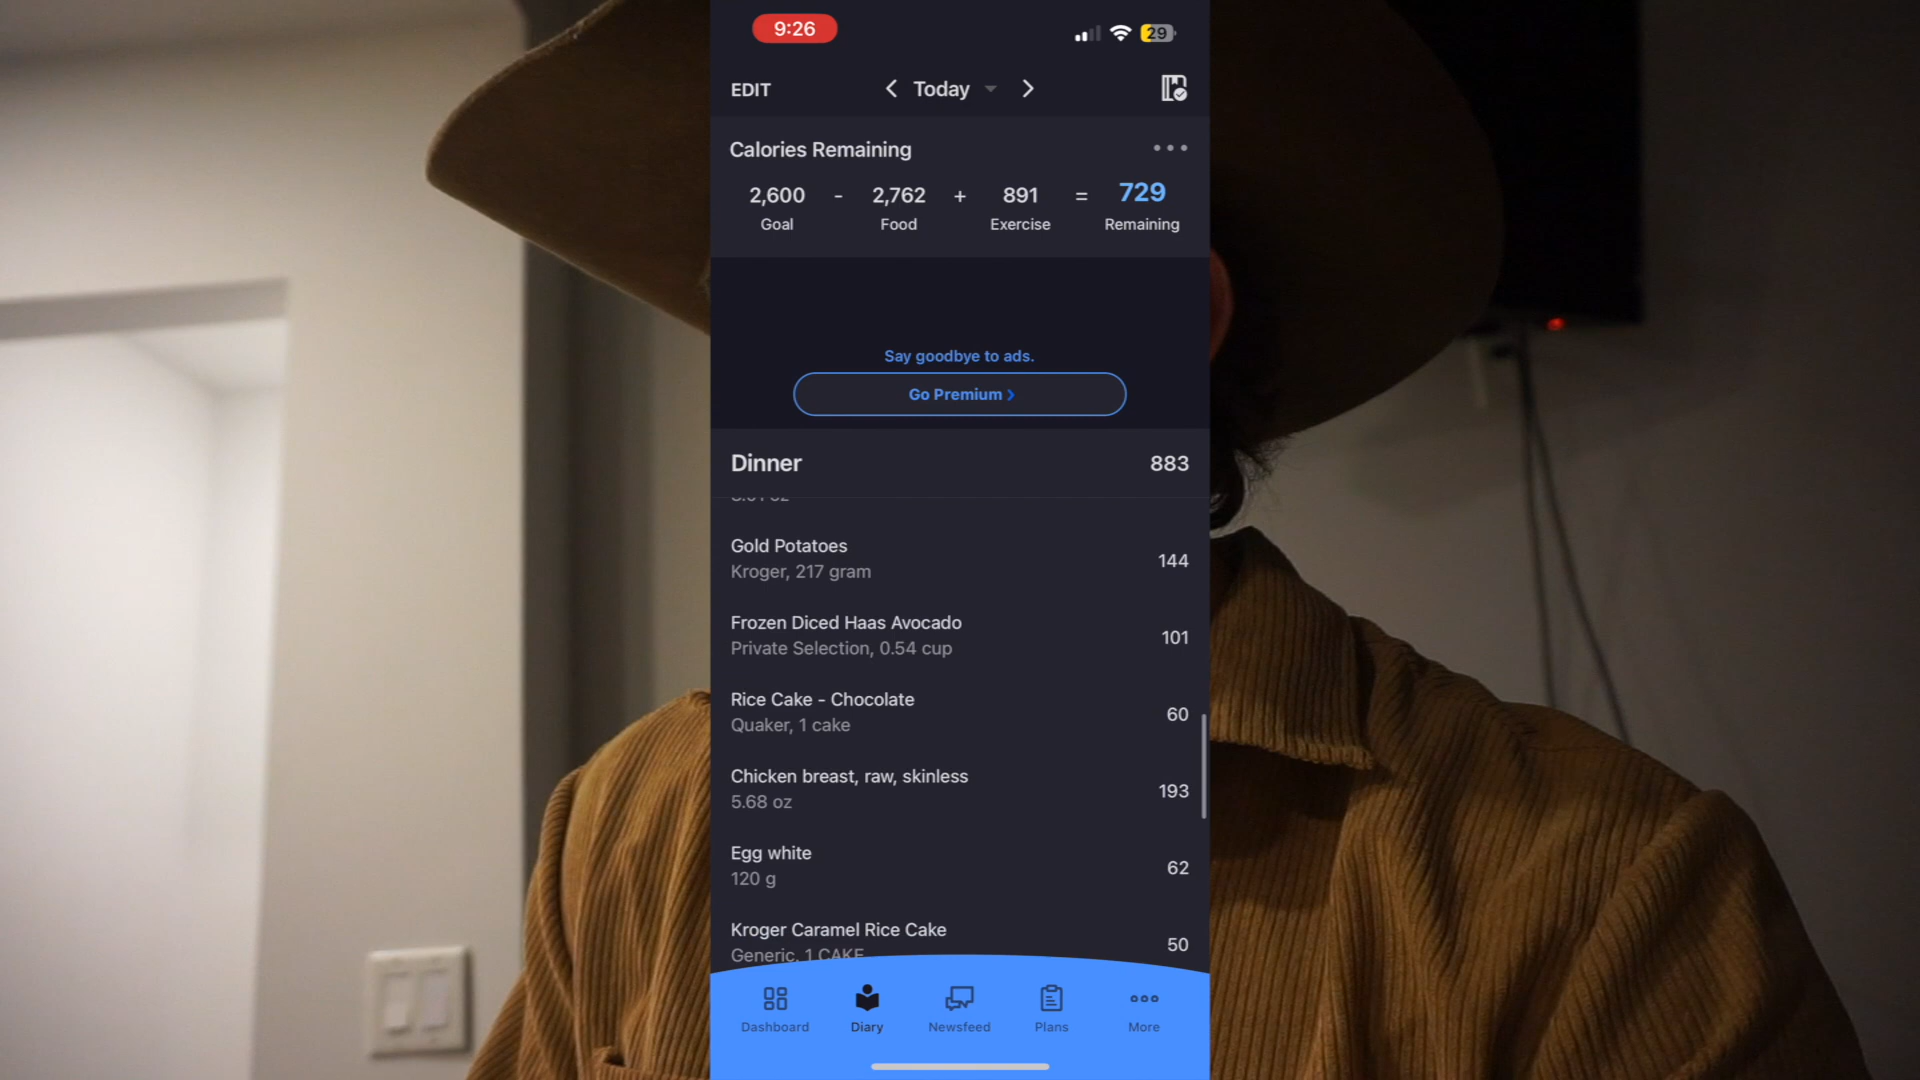 9:26
29
EDIT
Today
Calories Remaining
2,600 - 2,762 + 891 = 729
Goal Food Exercise Remaining
Say goodbye to ads.
Go Premium
Dinner 883
Gold Potatoes
Kroger, 217 gram
144
Frozen Diced Haas Avocado
Private Selection, 0.54 cup
101
Rice Cake - Chocolate
Quaker, 1 cake
60
Chicken breast, raw, skinless
5.68 oz
193
Egg white
120 g
62
Kroger Caramel Rice Cake
Generic, 1 CAKE
50
Dashboard Diary Newsfeed Plans More